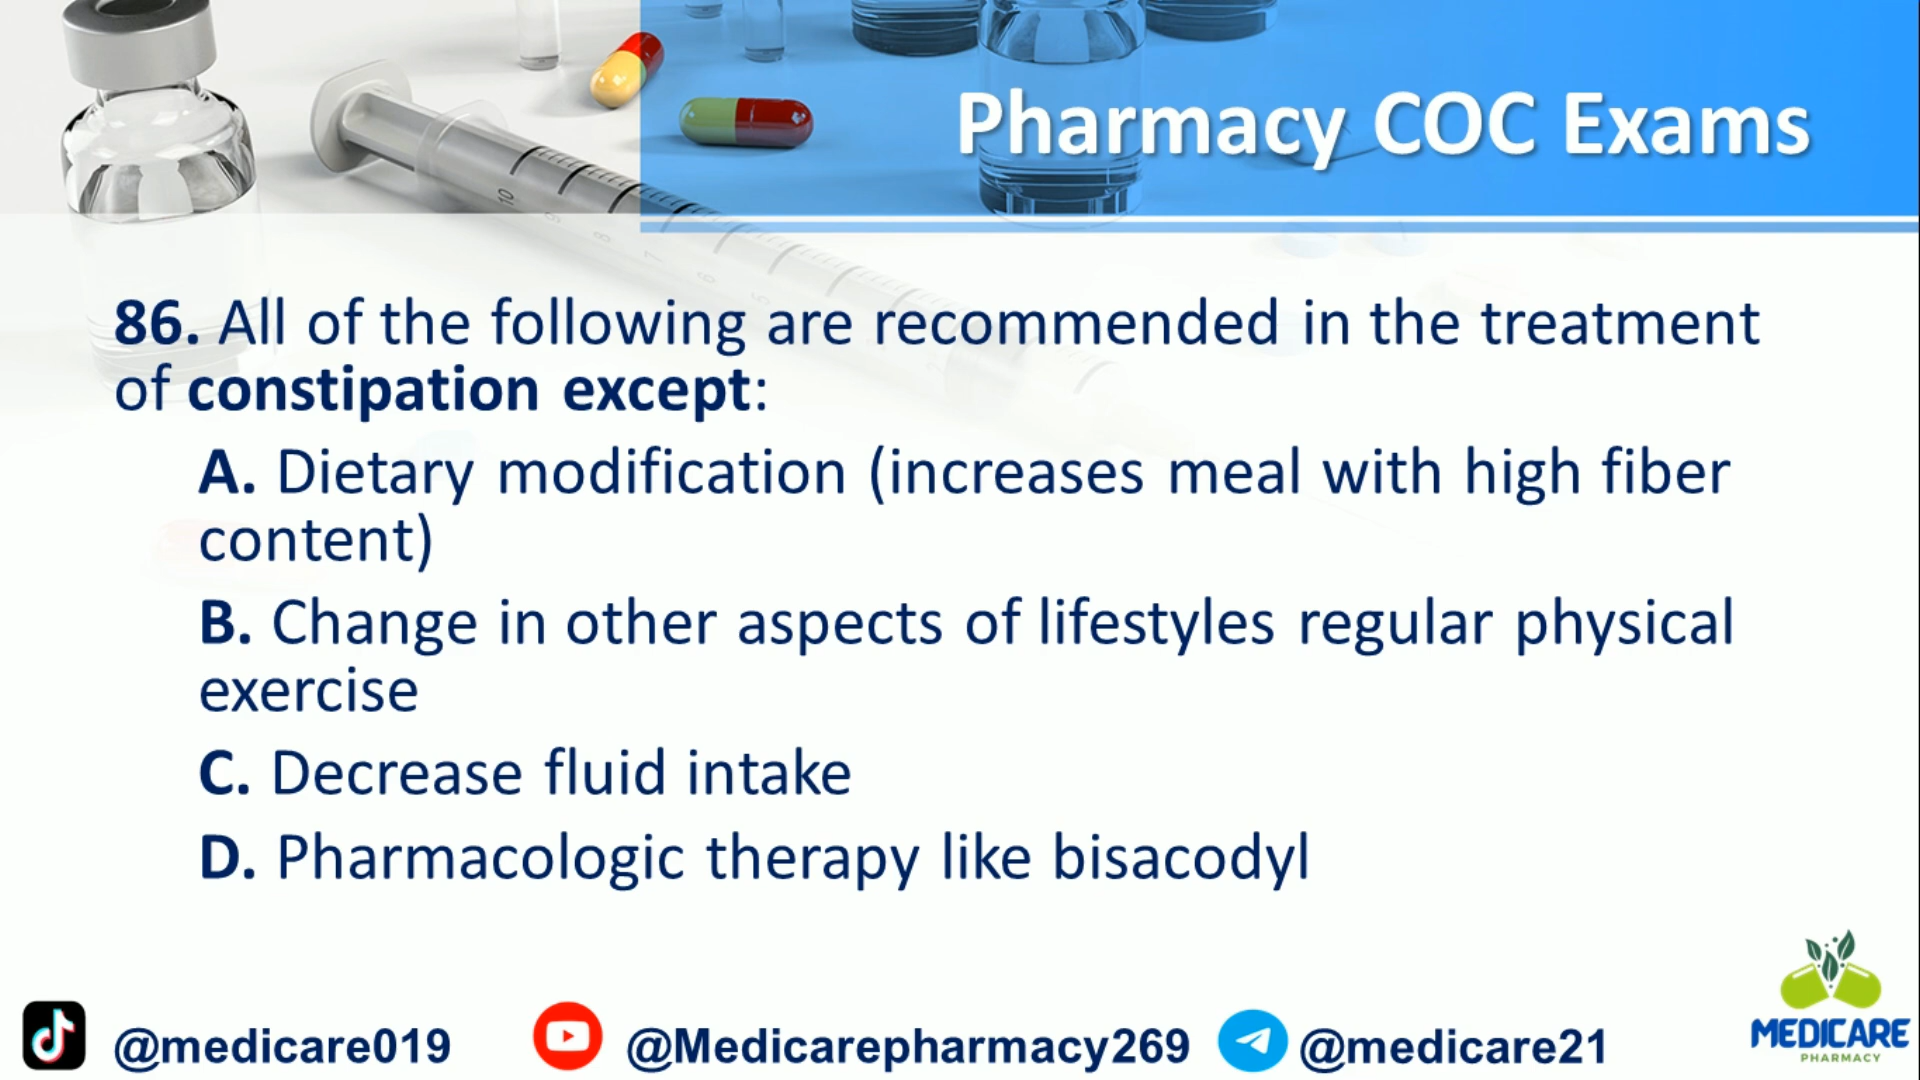 Pharmacy COC Exams
86. All of the following are recommended in the treatment
of constipation except:
A. Dietary modification (increases meal with high fiber
content)
B. Change in other aspects of lifestyles regular physical
exercise
C. Decrease fluid intake
D. Pharmacologic therapy like bisacodyl
@medicare019 @Medicarepharmacy269 @medicare21
MEDICARE
PHARMACY